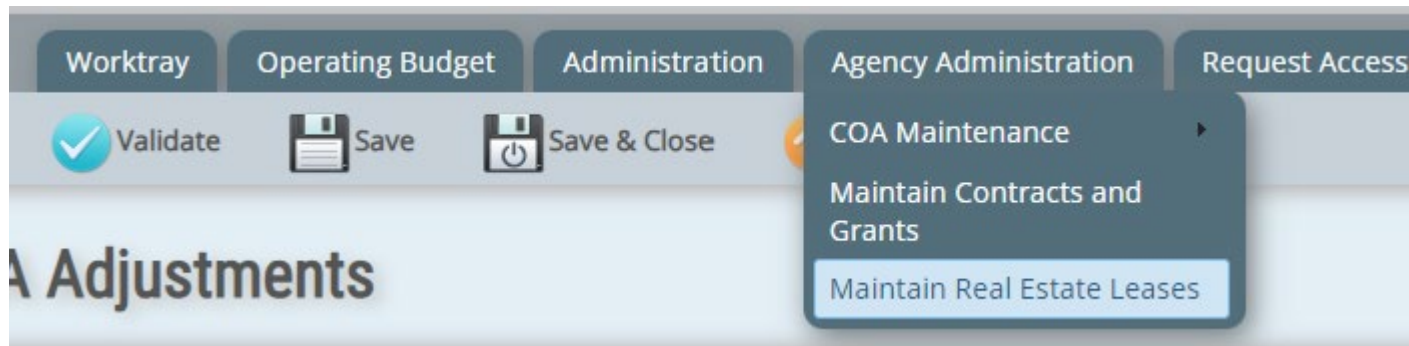 Worktray Operating Budget Administration Agency Administration Request Access
Validate Save Save & Close COA Maintenance
Maintain Contracts and
Grants
A Adjustments
Maintain Real Estate Leases